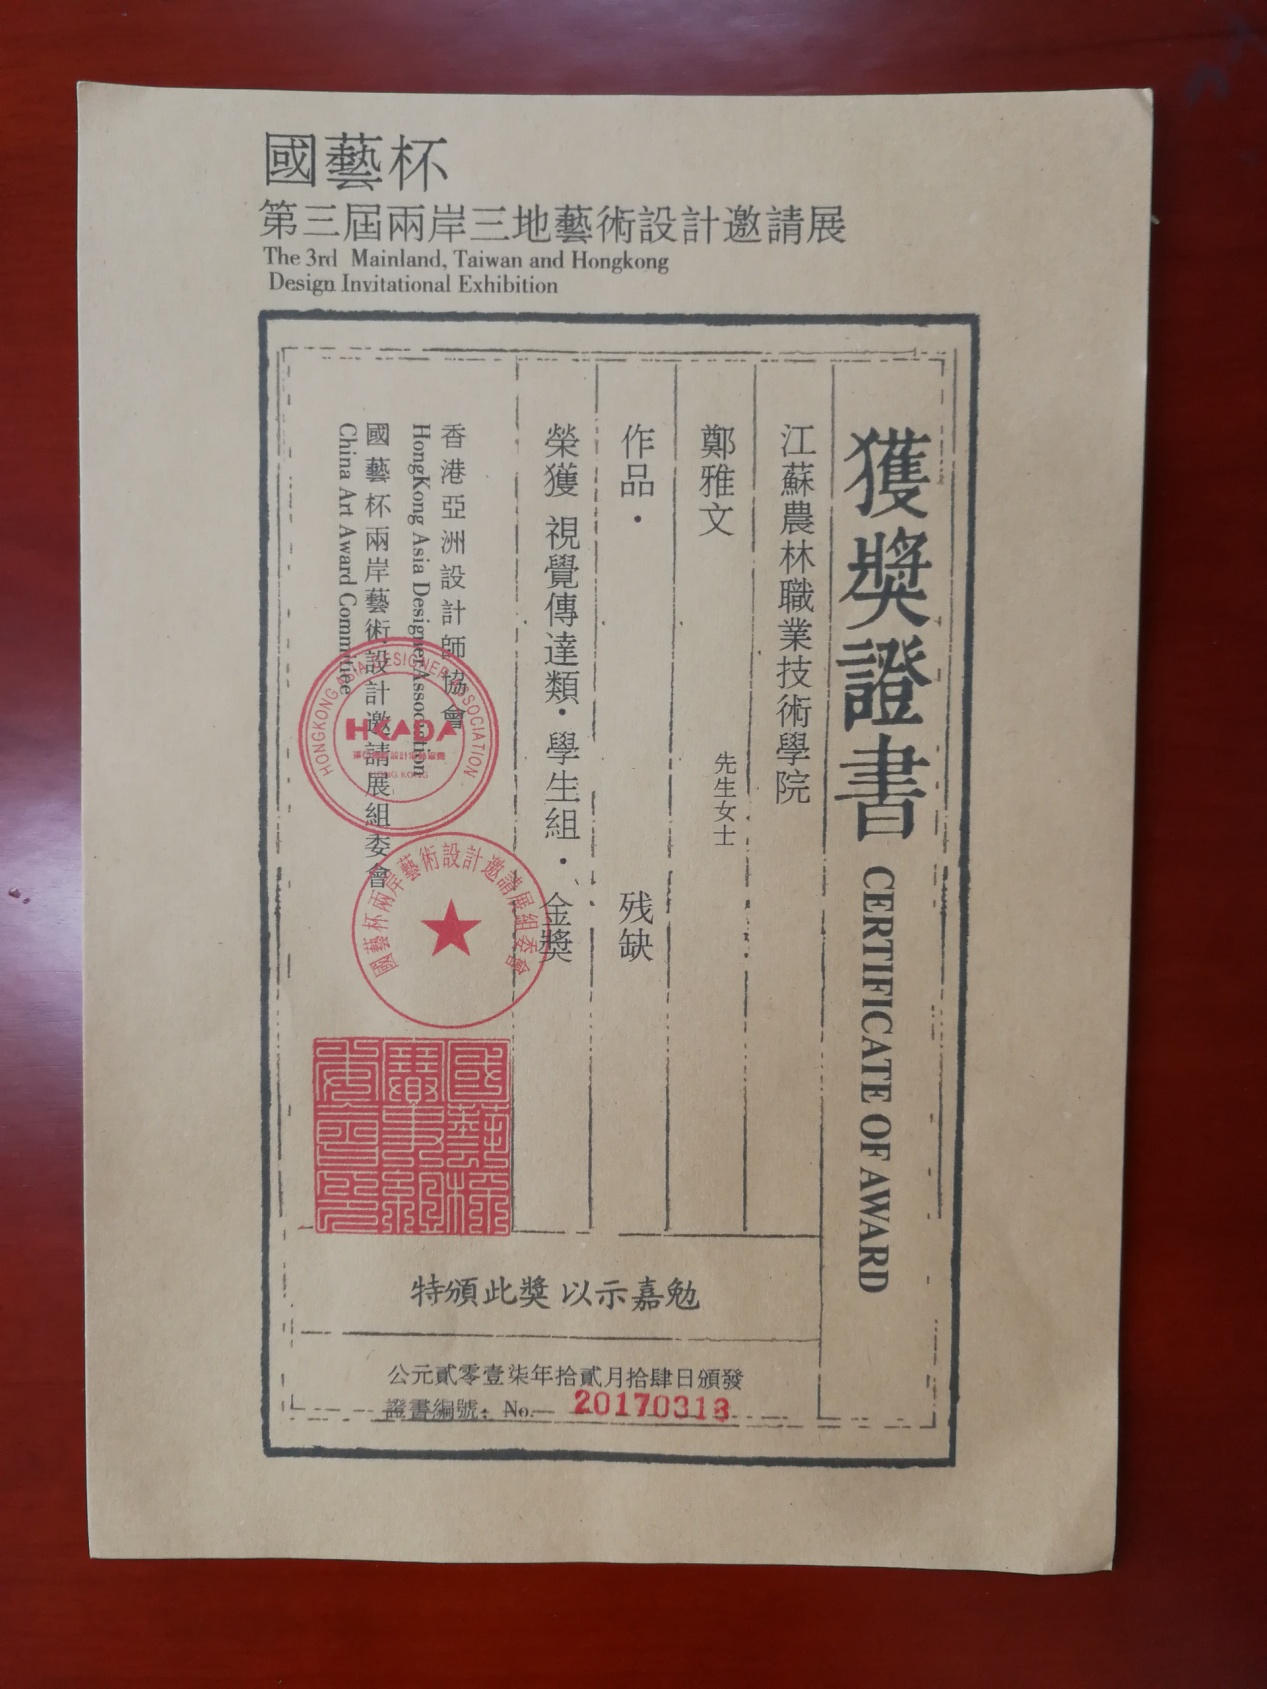 國藝杯
第三屆兩岸三地藝術設計邀請展
The 3rd Mainland, Taiwan and Hongkong
Design Invitational Exhibition
獲獎證書 CERTIFICATE OF AWARD
江蘇農林職業技術學院
鄭雅文 先生女士
作品· 残缺
榮獲 視覺傳達類·學生組· 金獎
香港亞洲設計師協會
HongKong Asia Designer Association
國藝杯兩岸藝術設計邀請展組委會
China Art Award Committee
HONGKONG ASIA DESIGNER ASSOCIATION
HKADA
HONG KONG
國藝杯兩岸藝術設計邀請展組委會
特頒此獎 以示嘉勉
公元貳零壹柒年拾貳月拾肆日頒發
證書編號：No. 20170313